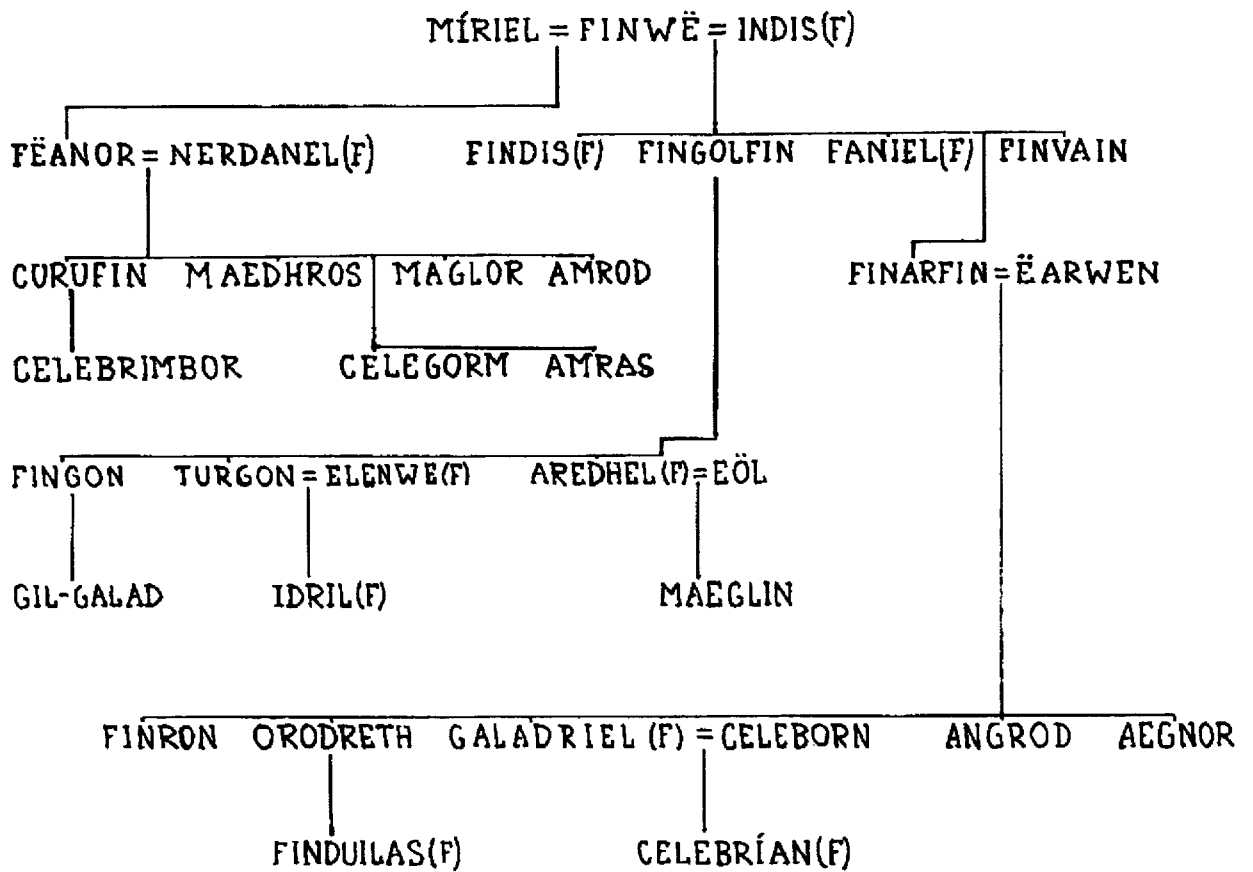 MÍRIEL = FINWË = INDIS(F)
FËANOR = NERDANEL(F) FINDIS(F) FINGOLFIN FANIEL(F) FINVAIN
CURUFIN MAEDHROS MAGLOR AMROD FINARFIN = ËARWEN
CELEBRIMBOR CELEGORM AMRAS
FINGON TURGON = ELENWE(F) AREDHEL(F) = EÖL
GIL-GALAD IDRIL(F) MAEGLIN
FINRON ORODRETH GALADRIEL (F) = CELEBORN ANGROD AEGNOR
FINDUILAS(F) CELEBRÍAN(F)